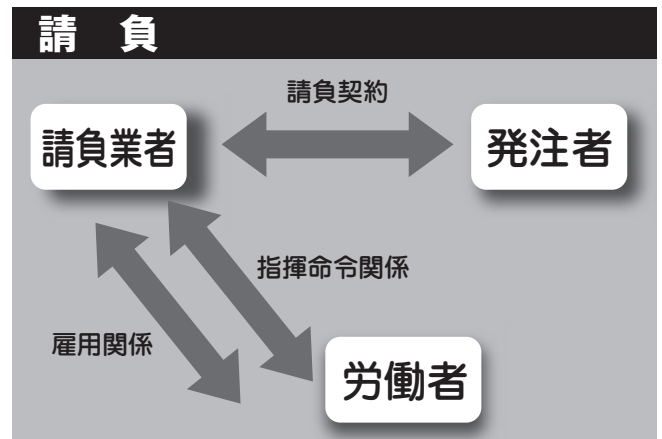 請 負
請負契約
請負業者
発注者
指揮命令関係
雇用関係
労働者